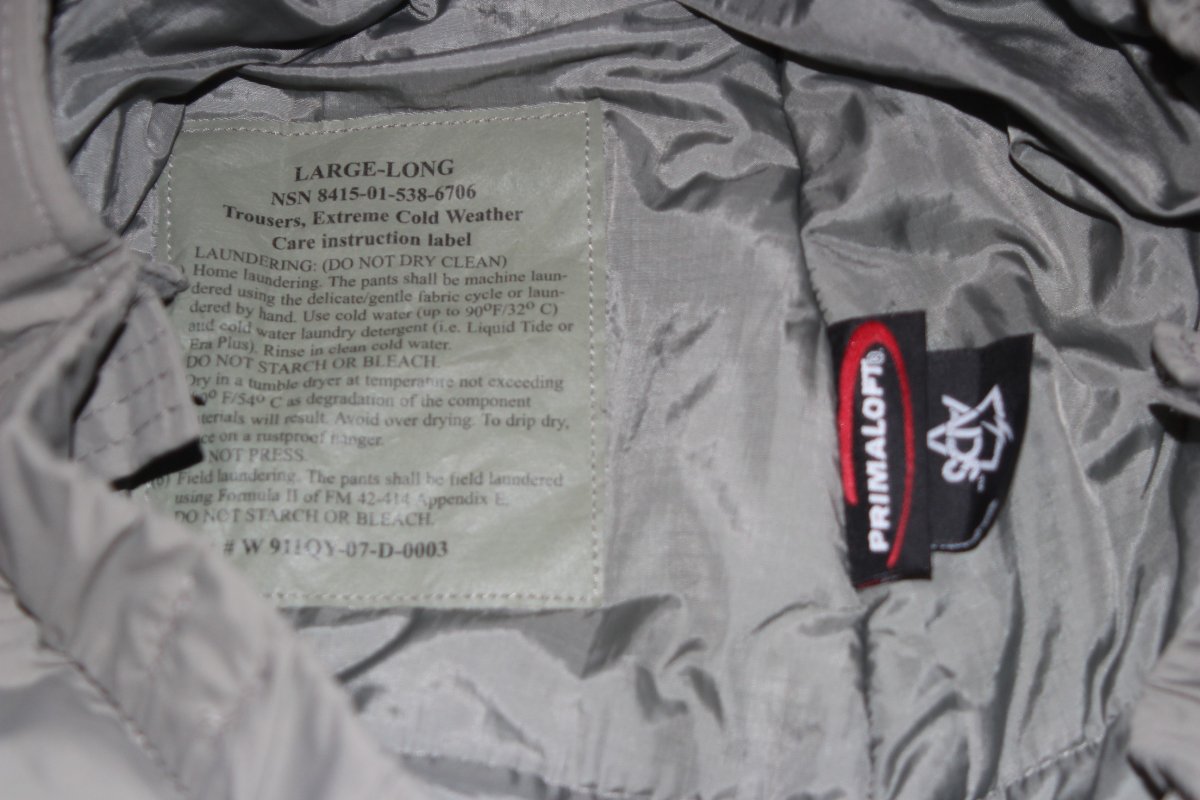 LARGE-LONG
NSN 8415-01-538-6706
Trousers, Extreme Cold Weather
Care instruction label
LAUNDERING: (DO NOT DRY CLEAN)
) Home laundering. The pants shall be machine laun-
dered using the delicate/gentle fabric cycle or laun-
dered by hand. Use cold water (up to 90⁰F/32⁰ C)
and cold water laundry detergent (i.e. Liquid Tide or
Era Plus). Rinse in clean cold water.
DO NOT STARCH OR BLEACH.
Dry in a tumble dryer at temperature not exceeding
0⁰ F/54⁰ C as degradation of the component
will result. Avoid over drying. To drip dry,
on a rustproof hanger.
NOT PRESS.
Field laundering. The pants shall be field laundered
using Formula II of FM 42-414 Appendix E.
DO NOT STARCH OR BLEACH.
# W 911QY-07-D-0003
PRIMALOFT®
ADS